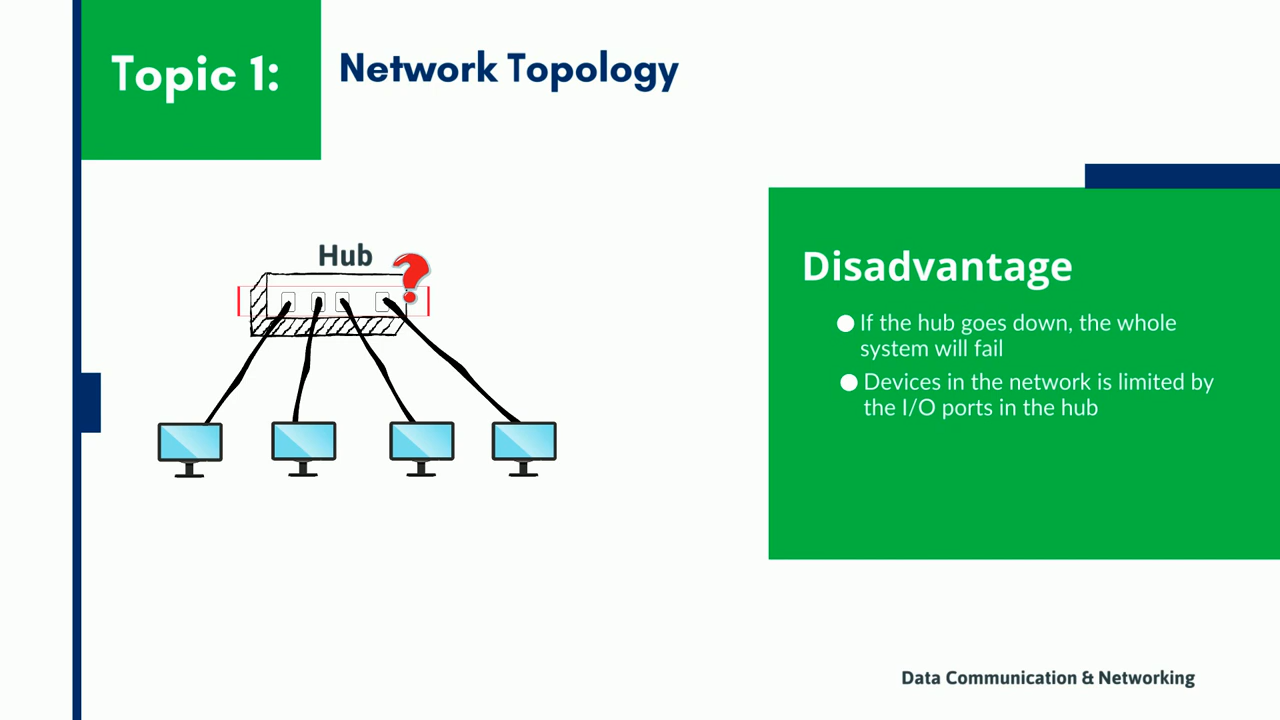 Topic 1:
Network Topology
Hub
?
Disadvantage
● If the hub goes down, the whole
system will fail
● Devices in the network is limited by
the I/O ports in the hub
Data Communication & Networking